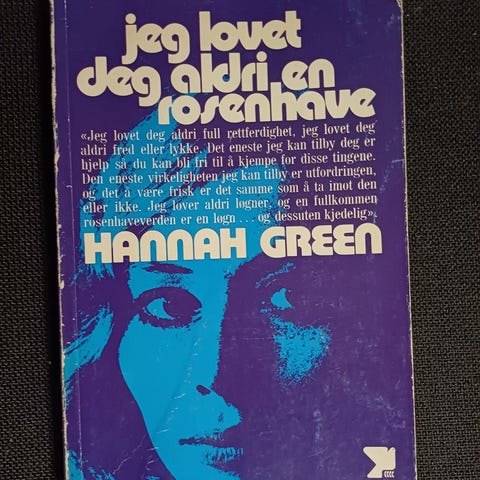 jeg lovet
deg aldri en
rosenhave
«Jeg lovet deg aldri full rettferdighet, jeg lovet deg
aldri fred eller lykke. Det eneste jeg kan tilby deg er
hjelp så du kan bli fri til å kjempe for disse tingene.
Den eneste virkeligheten jeg kan tilby er utfordringen,
og det å være frisk er det samme som å ta imot den
eller ikke. Jeg lover aldri løgner, og en fullkommen
rosenhaveverden er en løgn . . . og dessuten kjedelig»
HANNAH GREEN